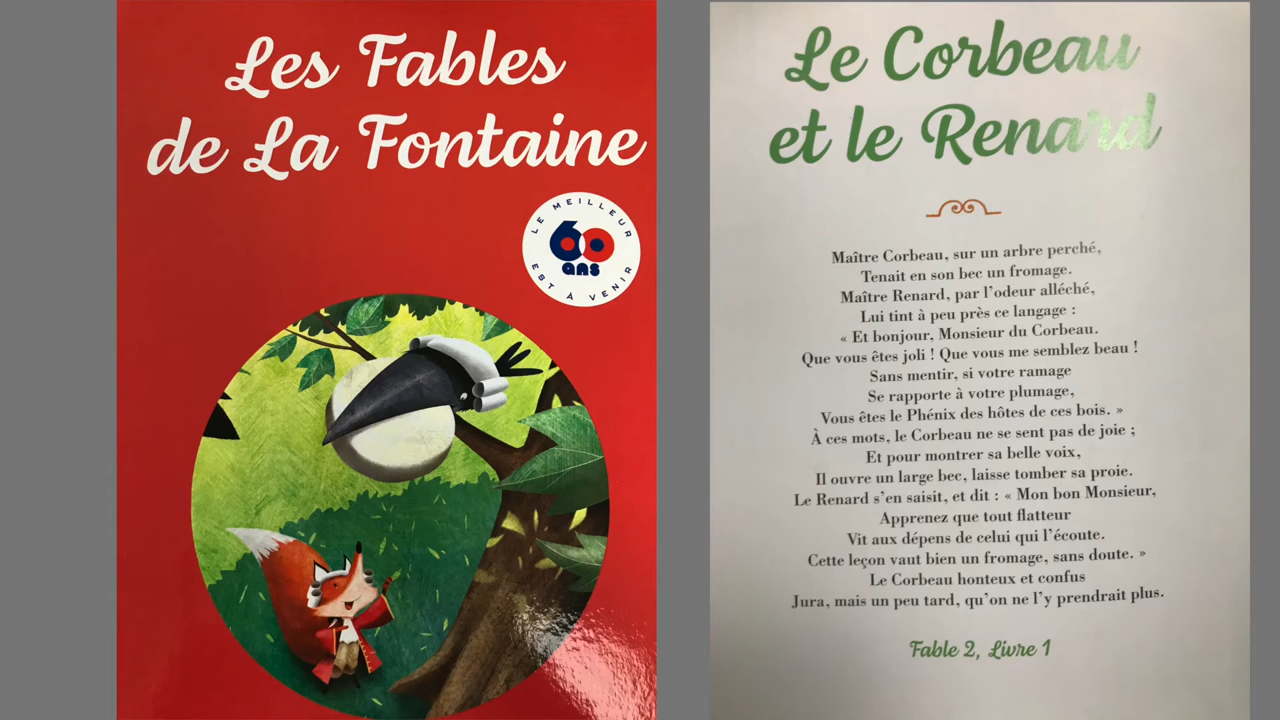 Les Fables
de La Fontaine
LE MEILLEUR
60
ans
EST À VENIR
Le Corbeau
et le Renard
Maître Corbeau, sur un arbre perché,
Tenait en son bec un fromage.
Maître Renard, par l'odeur alléché,
Lui tint à peu près ce langage :
« Et bonjour, Monsieur du Corbeau.
Que vous êtes joli ! Que vous me semblez beau !
Sans mentir, si votre ramage
Se rapporte à votre plumage,
Vous êtes le Phénix des hôtes de ces bois. »
À ces mots, le Corbeau ne se sent pas de joie ;
Et pour montrer sa belle voix,
Il ouvre un large bec, laisse tomber sa proie.
Le Renard s'en saisit, et dit : « Mon bon Monsieur,
Apprenez que tout flatteur
Vit aux dépens de celui qui l'écoute.
Cette leçon vaut bien un fromage, sans doute. »
Le Corbeau honteux et confus
Jura, mais un peu tard, qu'on ne l'y prendrait plus.
Fable 2, Livre 1